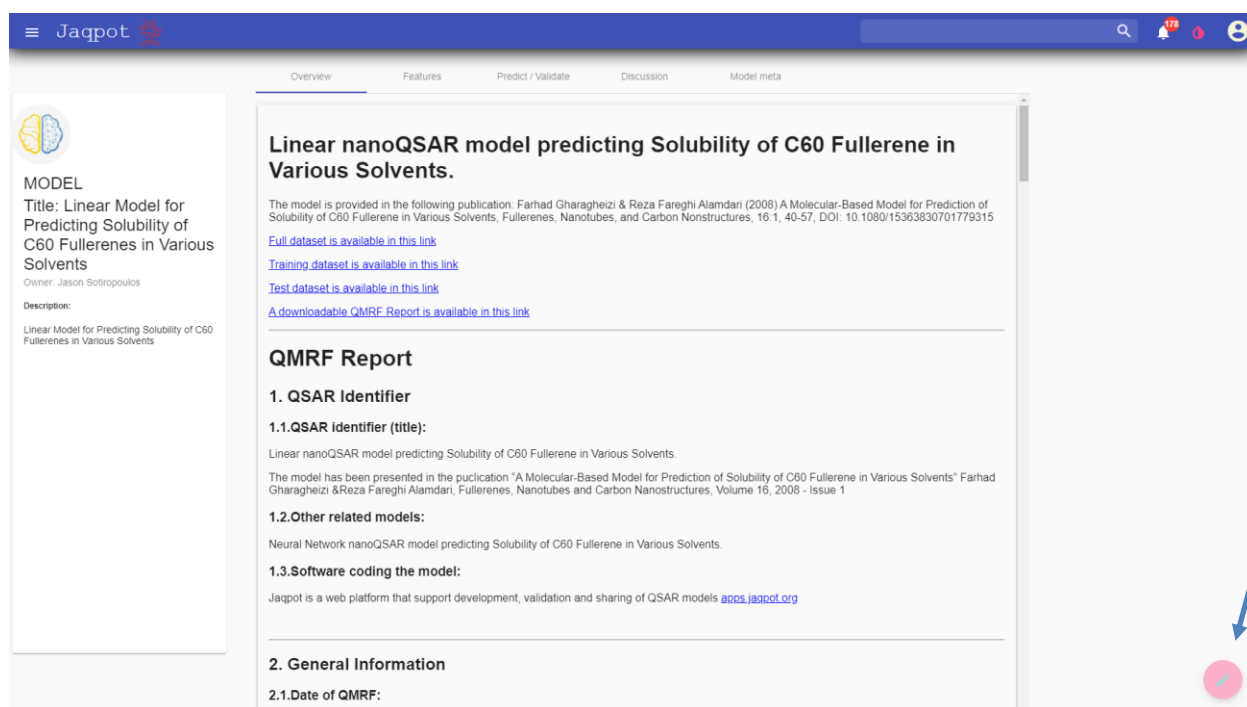 Jaqpot
178
Overview Features Predict / Validate Discussion Model meta
MODEL
Title: Linear Model for
Predicting Solubility of
C60 Fullerenes in Various
Solvents
Owner: Jason Sotiropoulos
Description:
Linear Model for Predicting Solubility of C60
Fullerenes in Various Solvents
Linear nanoQSAR model predicting Solubility of C60 Fullerene in
Various Solvents.
The model is provided in the following publication: Farhad Gharagheizi & Reza Fareghi Alamdari (2008) A Molecular-Based Model for Prediction of
Solubility of C60 Fullerene in Various Solvents, Fullerenes, Nanotubes, and Carbon Nonstructures, 16:1, 40-57, DOI: 10.1080/15363830701779315
Full dataset is available in this link
Training dataset is available in this link
Test dataset is available in this link
A downloadable QMRF Report is available in this link
QMRF Report
1. QSAR Identifier
1.1.QSAR identifier (title):
Linear nanoQSAR model predicting Solubility of C60 Fullerene in Various Solvents.
The model has been presented in the puclication "A Molecular-Based Model for Prediction of Solubility of C60 Fullerene in Various Solvents" Farhad
Gharagheizi &Reza Fareghi Alamdari, Fullerenes, Nanotubes and Carbon Nanostructures, Volume 16, 2008 - Issue 1
1.2.Other related models:
Neural Network nanoQSAR model predicting Solubility of C60 Fullerene in Various Solvents.
1.3.Software coding the model:
Jaqpot is a web platform that support development, validation and sharing of QSAR models apps.jaqpot.org
2. General Information
2.1.Date of QMRF: